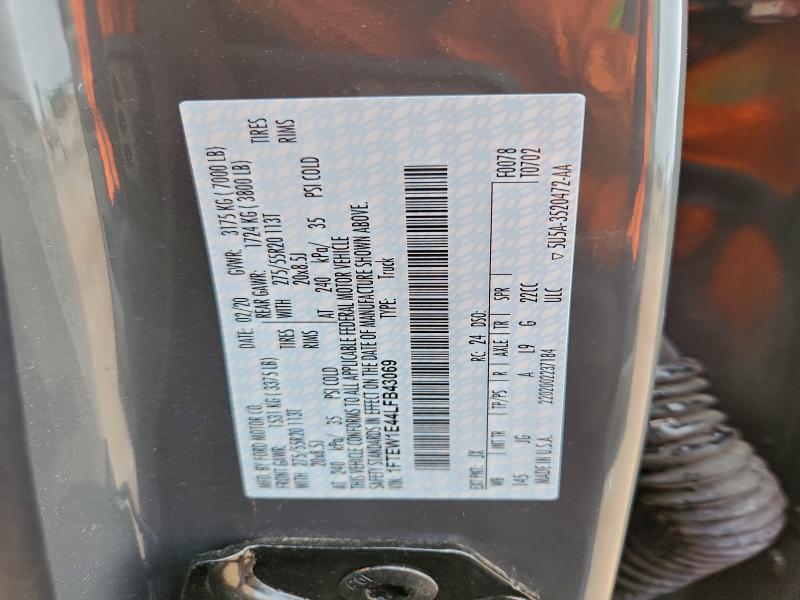 MFD. BY FORD MOTOR CO. DATE: 02/20 GVWR: 3175 KG ( 7000 LB)
FRONT GAWR: 1531 KG ( 3375 LB) REAR GAWR: 1724 KG ( 3800 LB)
WITH 275/55R20 113T TIRES WITH 275/55R20 113T TIRES
20x8.5J RIMS 20x8.5J RIMS
AT 240 kPa/ 35 PSI COLD AT 240 kPa/ 35 PSI COLD
THIS VEHICLE CONFORMS TO ALL APPLICABLE FEDERAL MOTOR VEHICLE
SAFETY STANDARDS IN EFFECT ON THE DATE OF MANUFACTURE SHOWN ABOVE.
VIN: 1FTEW1E44LFB43069 TYPE: Truck
EXT PNT: JX RC: 24 DSO: F0078
WB INT TR TP/PS R AXLE TR SPR T0702
145 JG A L9 G 22CC
ULC
MADE IN U.S.A. 2202002237184 5U5A-3520472-AA